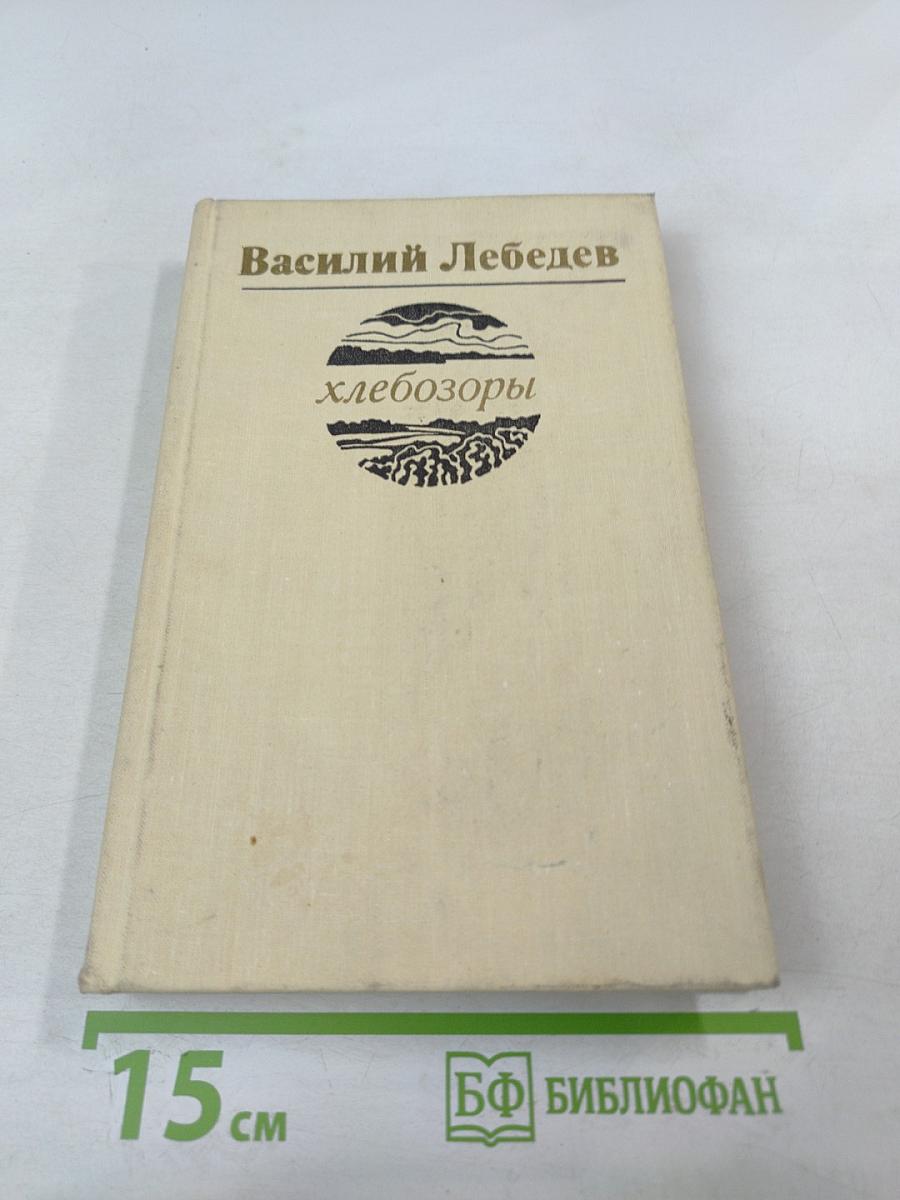 Василий Лебедев
хлебозоры
15 см
БФ БИБЛИОФАН